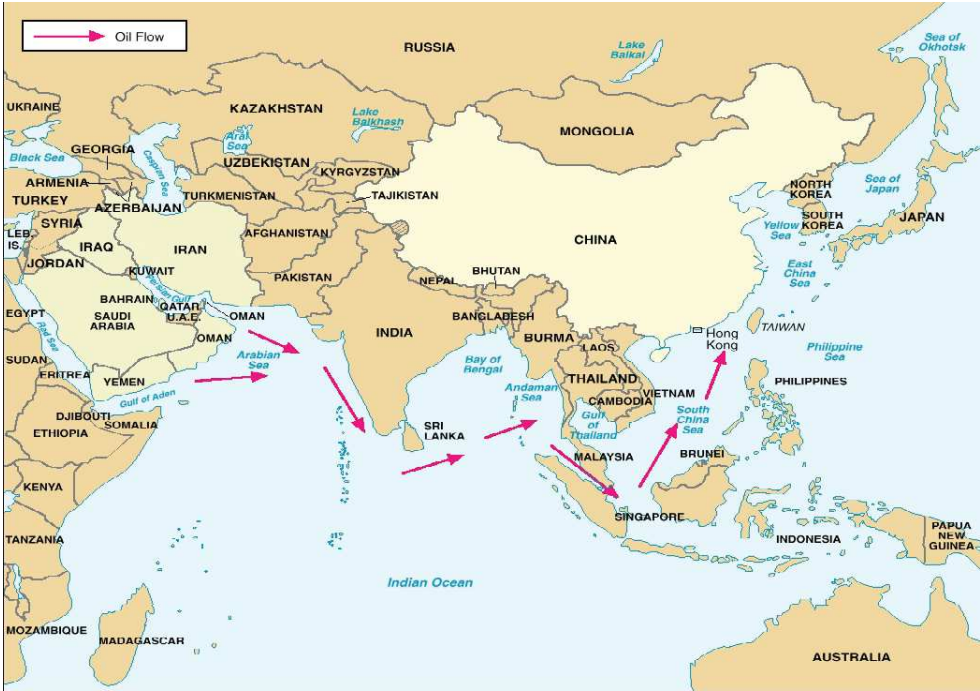 Oil Flow
RUSSIA
Lake
Baikal
Sea of
Okhotsk
UKRAINE
KAZAKHSTAN
Lake
Balkhash
MONGOLIA
Black Sea
GEORGIA
Caspian Sea
Aral
Sea
UZBEKISTAN
KYRGYZSTAN
ARMENIA
TURKEY
AZERBAIJAN
TURKMENISTAN
TAJIKISTAN
NORTH
KOREA
Sea of
Japan
SYRIA
LEB.
IS.
IRAQ
IRAN
AFGHANISTAN
CHINA
SOUTH
KOREA
JAPAN
Yellow
Sea
JORDAN
KUWAIT
PAKISTAN
NEPAL
BHUTAN
East
China
Sea
EGYPT
Red Sea
BAHRAIN
Persian Gulf
QATAR
U.A.E.
OMAN
SAUDI
ARABIA
OMAN
INDIA
BANGLADESH
BURMA
Hong
Kong
TAIWAN
SUDAN
ERITREA
YEMEN
Arabian
Sea
Bay of
Bengal
LAOS
THAILAND
VIETNAM
CAMBODIA
Philippine
Sea
PHILIPPINES
Gulf of Aden
DJIBOUTI
SOMALIA
ETHIOPIA
SRI
LANKA
Andaman
Sea
Gulf
of
Thailand
South
China
Sea
MALAYSIA
BRUNEI
KENYA
SINGAPORE
TANZANIA
INDONESIA
PAPUA
NEW
GUINEA
Indian Ocean
MOZAMBIQUE
MADAGASCAR
AUSTRALIA